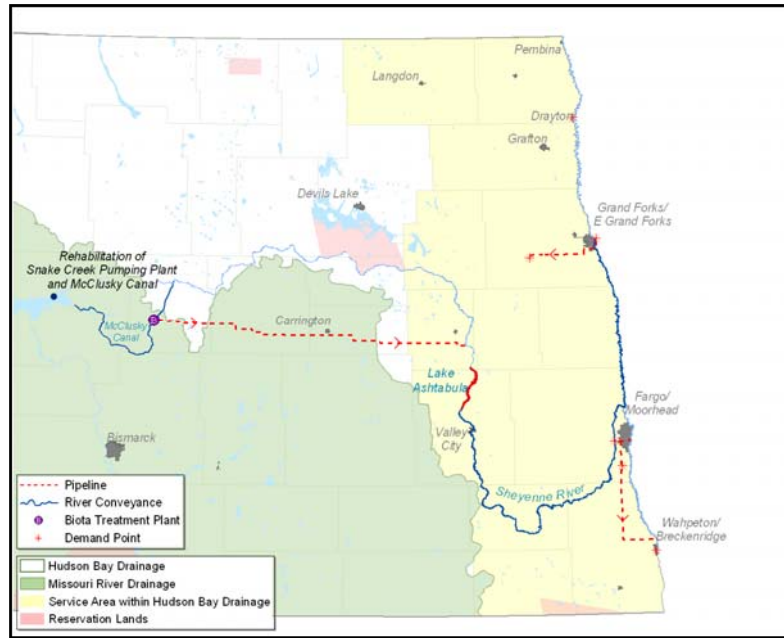 Pembina
Langdon
Drayton
Grafton
Devils Lake
Grand Forks/
E Grand Forks
Rehabilitation of
Snake Creek Pumping Plant
and McClusky Canal
McClusky
Canal
Carrington
Lake
Ashtabula
Fargo/
Moorhead
Valley
City
Bismarck
Sheyenne River
Wahpeton/
Breckenridge
Pipeline
River Conveyance
B Biota Treatment Plant
Demand Point
Hudson Bay Drainage
Missouri River Drainage
Service Area within Hudson Bay Drainage
Reservation Lands